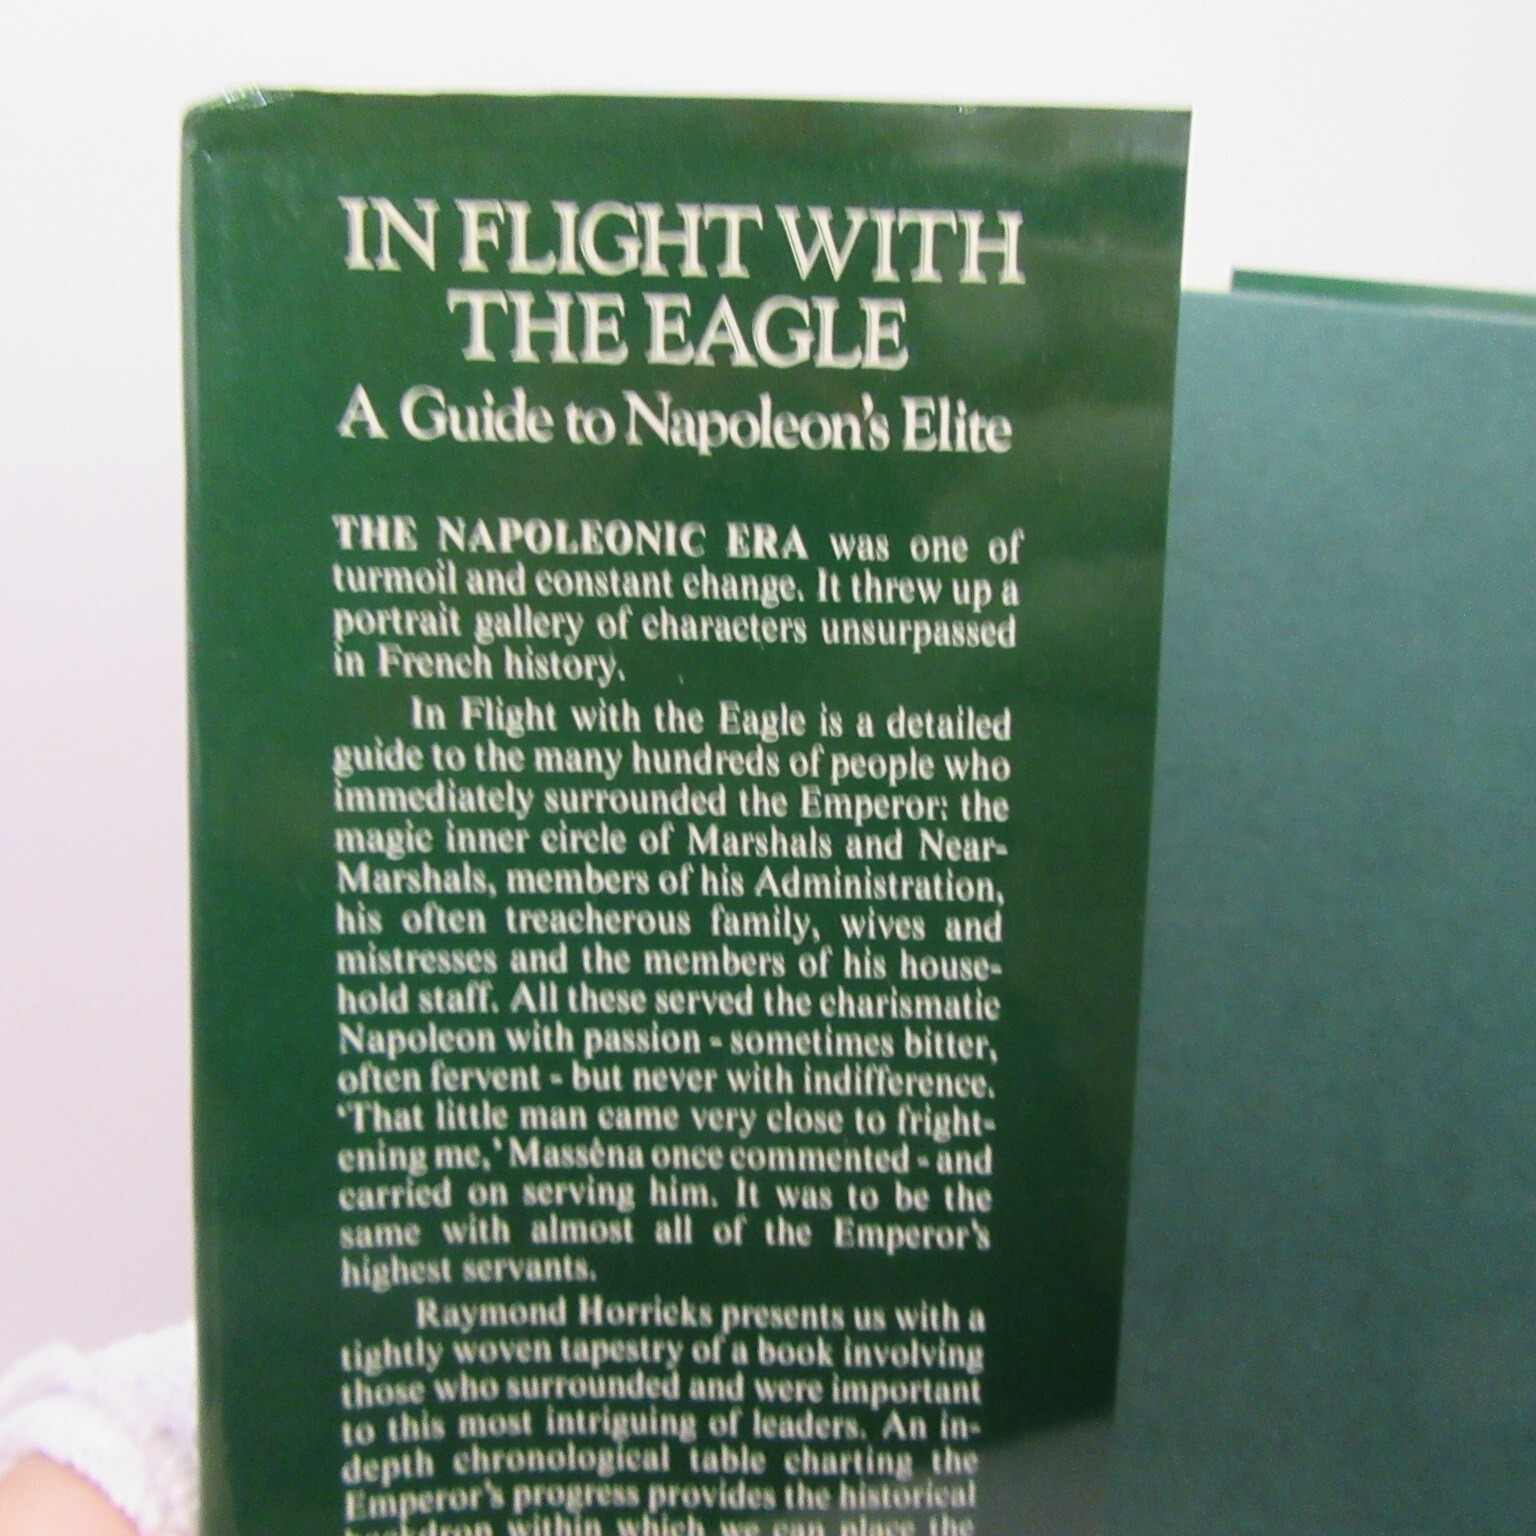 IN FLIGHT WITH
THE EAGLE
A Guide to Napoleon's Elite
THE NAPOLEONIC ERA was one of
turmoil and constant change. It threw up a
portrait gallery of characters unsurpassed
in French history.
In Flight with the Eagle is a detailed
guide to the many hundreds of people who
immediately surrounded the Emperor: the
magic inner circle of Marshals and Near-
Marshals, members of his Administration,
his often treacherous family, wives and
mistresses and the members of his house-
hold staff. All these served the charismatic
Napoleon with passion - sometimes bitter,
often fervent - but never with indifference.
'That little man came very close to fright-
ening me,' Masséna once commented - and
carried on serving him. It was to be the
same with almost all of the Emperor's
highest servants.
Raymond Horricks presents us with a
tightly woven tapestry of a book involving
those who surrounded and were important
to this most intriguing of leaders. An in-
depth chronological table charting the
Emperor's progress provides the historical
backdrop within which we can place the